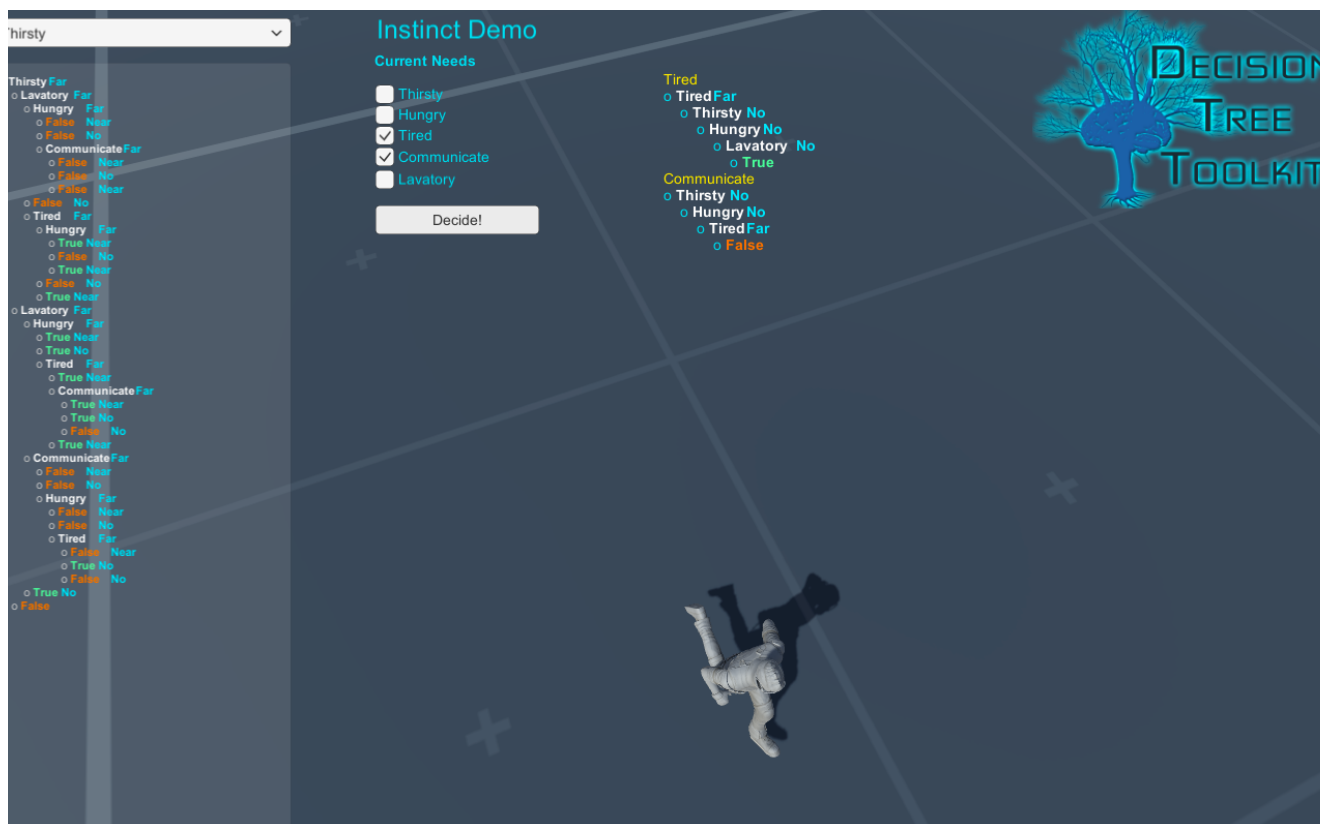 Thirsty
Thirsty Far
o Lavatory Far
o Hungry Far
o False Near
o False No
o Communicate Far
o False Near
o False No
o False Near
o False No
o Tired Far
o Hungry Far
o True Near
o False No
o True Near
o False No
o True Near
o Lavatory Far
o Hungry Far
o True Near
o True No
o Tired Far
o True Near
o Communicate Far
o True Near
o True No
o False No
o True Near
o Communicate Far
o False Near
o False No
o Hungry Far
o False Near
o False No
o Tired Far
o False Near
o True No
o False No
o True No
o False
Instinct Demo
Current Needs
Thirsty
Hungry
Tired
Communicate
Lavatory
Decide!
Tired
o Tired Far
o Thirsty No
o Hungry No
o Lavatory No
o True
Communicate
o Thirsty No
o Hungry No
o Tired Far
o False
DECISION
TREE
TOOLKIT